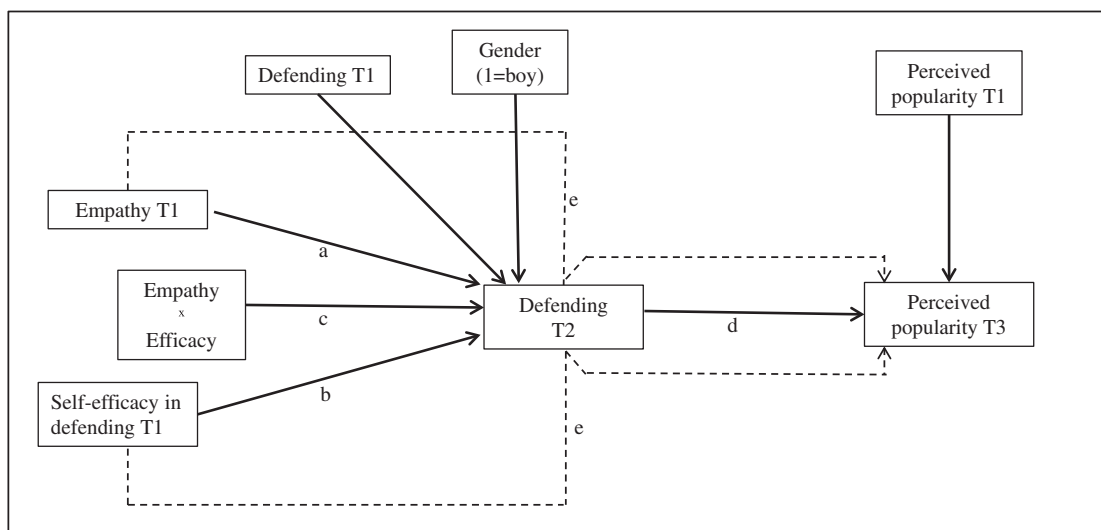 Gender
(1=boy)
Defending T1
Perceived
popularity T1
Empathy T1
e
a
Empathy
x
Efficacy
c
Defending
T2
d
Perceived
popularity T3
Self-efficacy in
defending T1
b
e